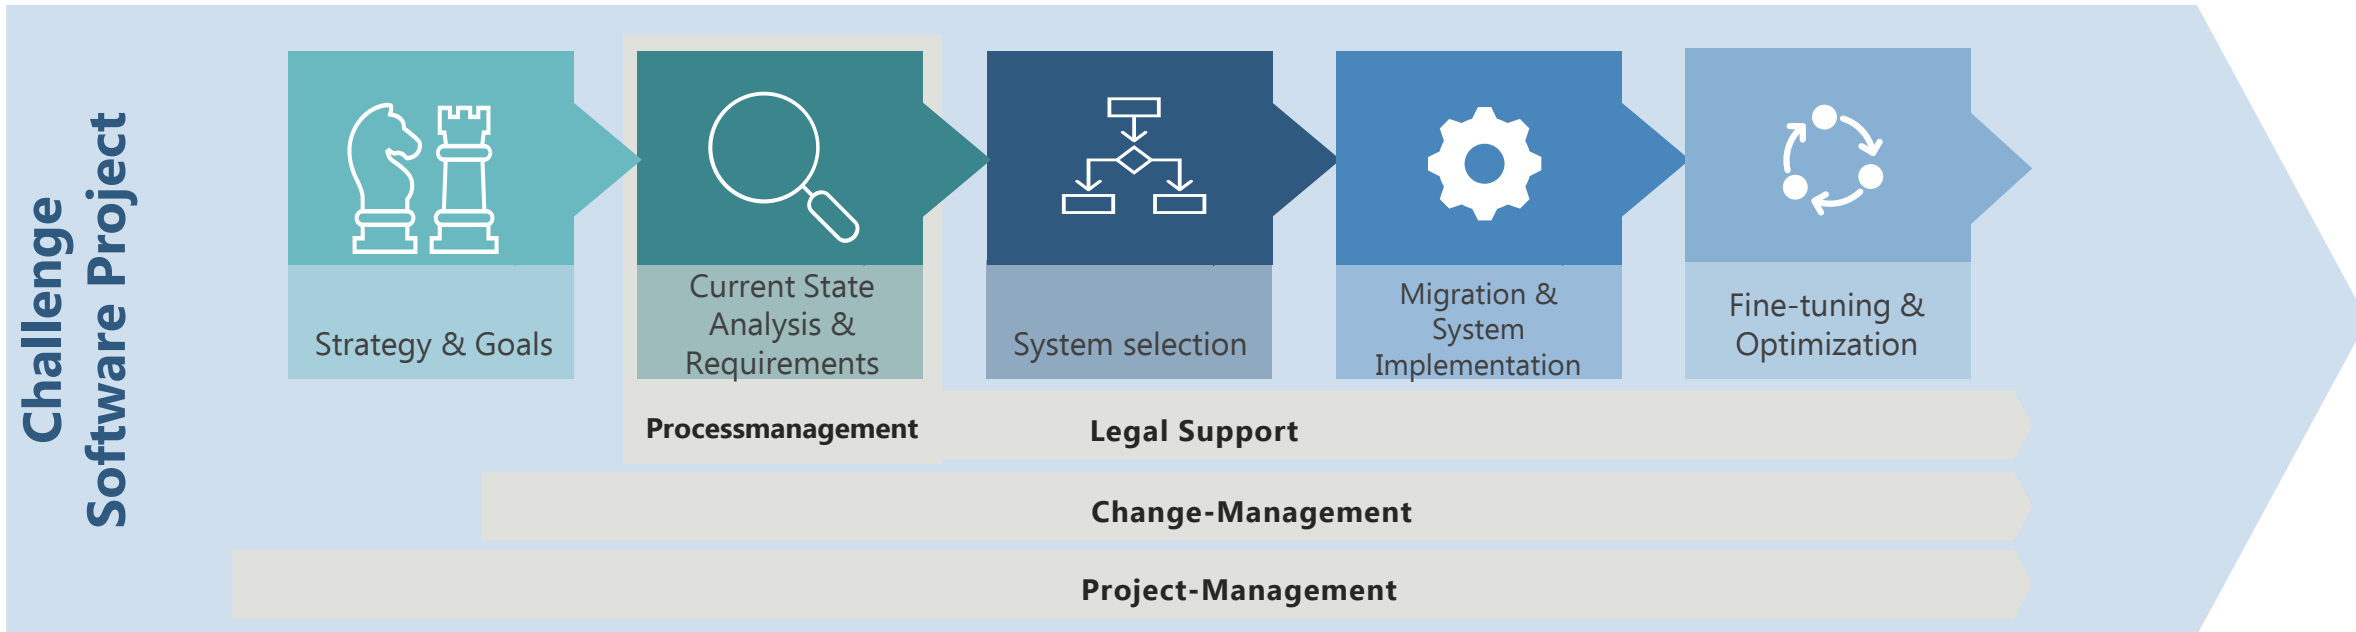 Challenge
Software Project
Strategy & Goals
Current State
Analysis &
Requirements
System selection
Migration &
System
Implementation
Fine-tuning &
Optimization
Processmanagement
Legal Support
Change-Management
Project-Management